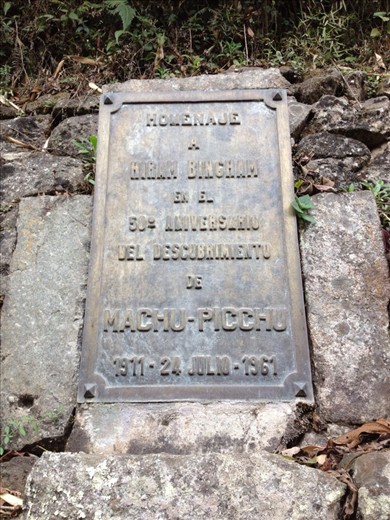 HOMENAJE
A
HIRAM BINGHAM
EN EL
50º ANIVERSARIO
DEL DESCUBRIMIENTO
DE
MACHU-PICCHU
1911 - 24 JULIO - 1961